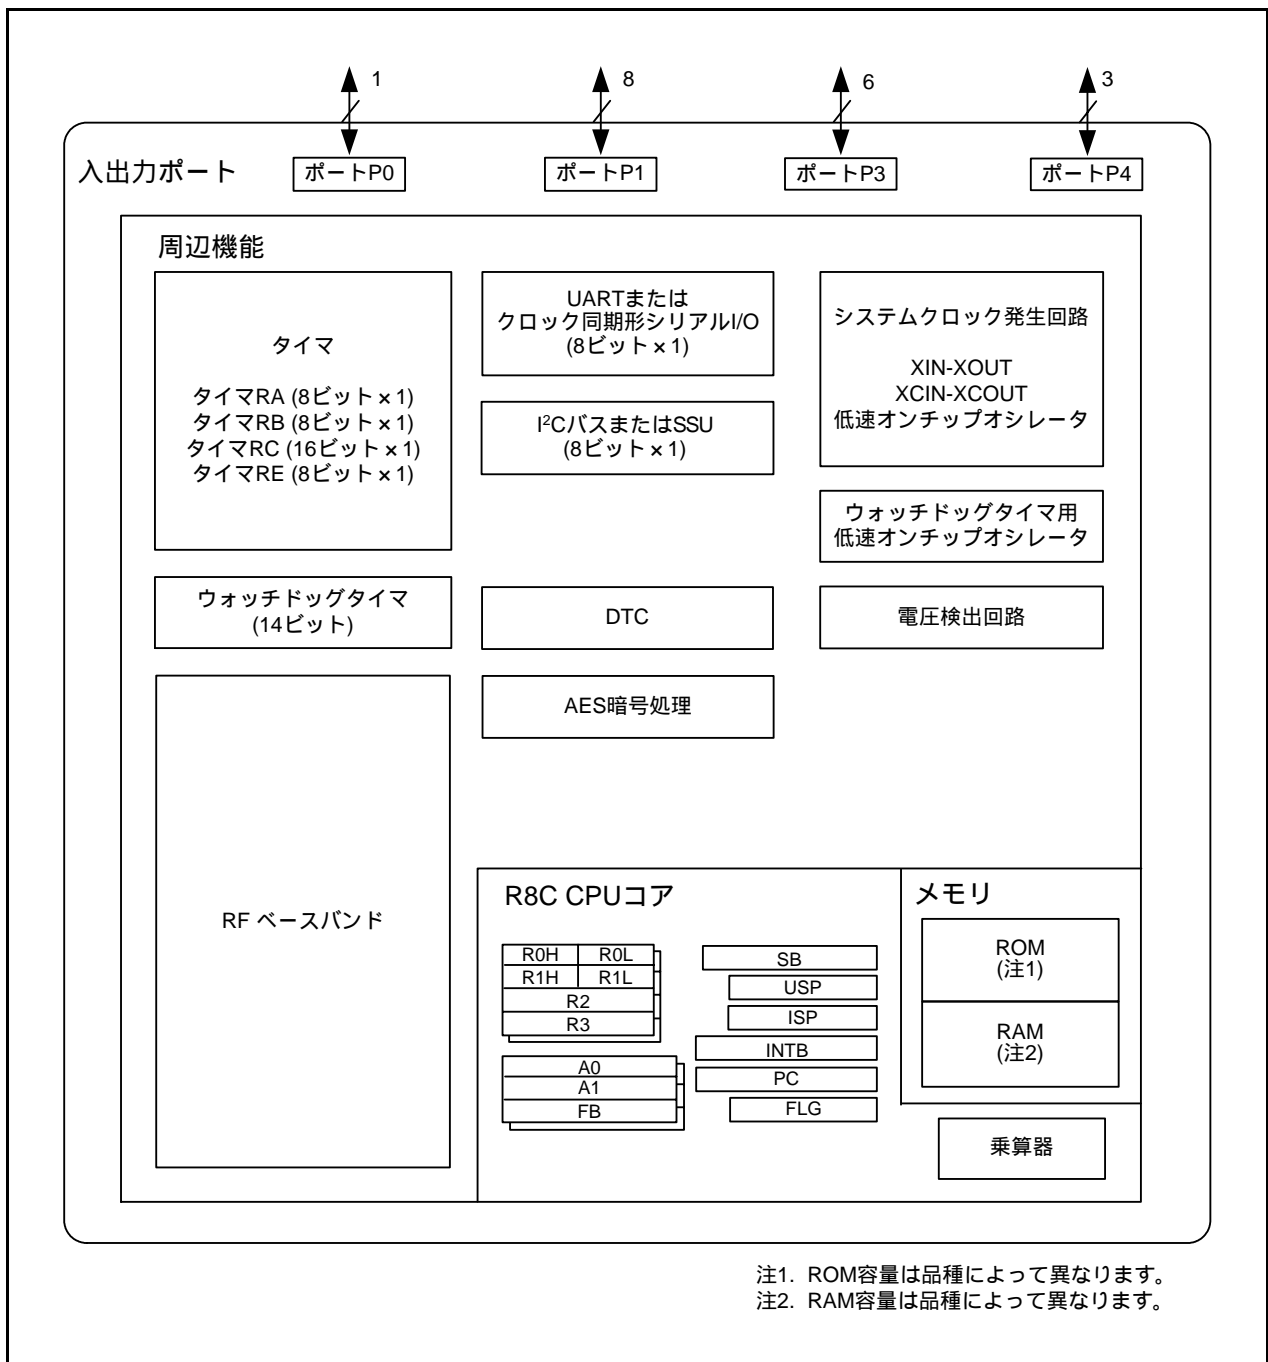 1
8
6
3
入出力ポート
ポートP0
ポートP1
ポートP3
ポートP4
周辺機能
タイマ
タイマRA (8ビット×1)
タイマRB (8ビット×1)
タイマRC (16ビット×1)
タイマRE (8ビット×1)
UARTまたは
クロック同期形シリアルI/O
(8ビット×1)
I²CバスまたはSSU
(8ビット×1)
システムクロック発生回路
XIN-XOUT
XCIN-XCOUT
低速オンチップオシレータ
ウォッチドッグタイマ用
低速オンチップオシレータ
ウォッチドッグタイマ
(14ビット)
DTC
電圧検出回路
AES暗号処理
RF ベースバンド
R8C CPUコア
R0H
R0L
R1H
R1L
R2
R3
A0
A1
FB
SB
USP
ISP
INTB
PC
FLG
メモリ
ROM
(注1)
RAM
(注2)
乗算器
注1. ROM容量は品種によって異なります。
注2. RAM容量は品種によって異なります。